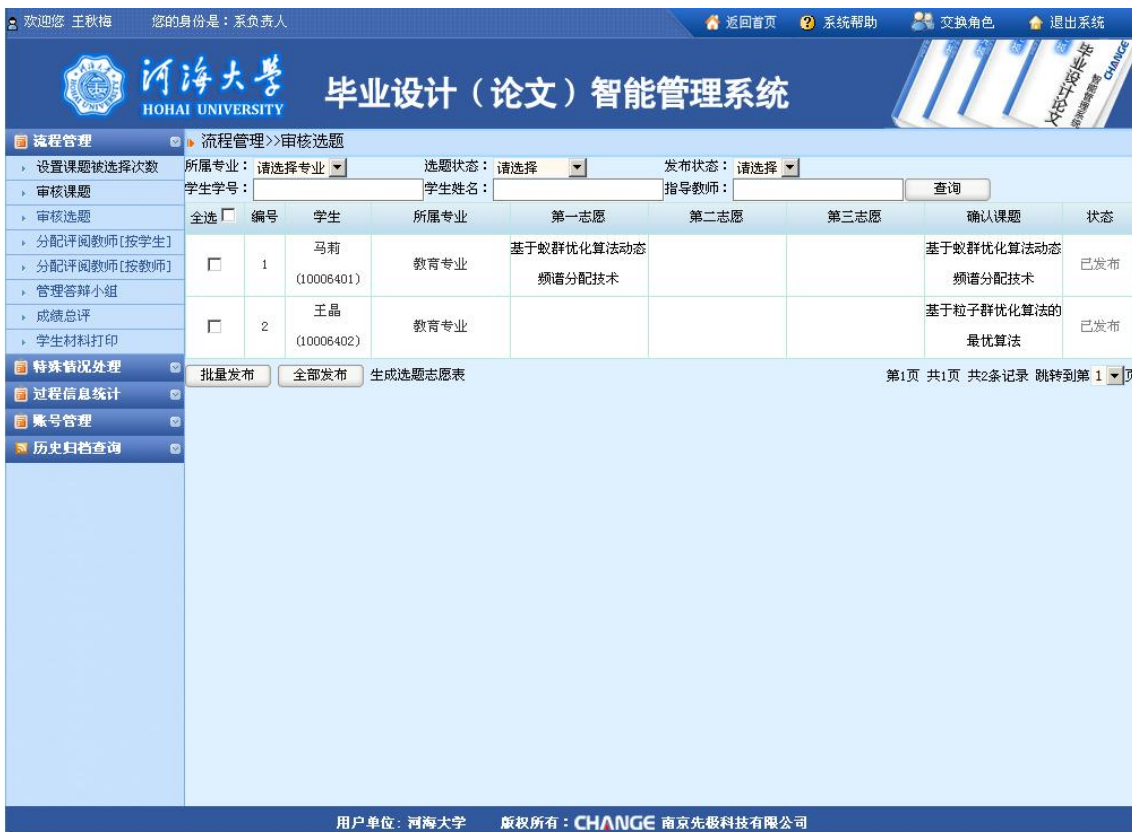 欢迎您 王秋梅 您的身份是：系负责人 返回首页 系统帮助 交换角色 退出系统
河海大学
HOHAI UNIVERSITY
毕业设计（论文）智能管理系统
毕业设计论文
智能管理系统
CHANGE
流程管理
设置课题被选择次数
审核课题
审核选题
分配评阅教师[按学生]
分配评阅教师[按教师]
管理答辩小组
成绩总评
学生材料打印
特殊情况处理
过程信息统计
账号管理
历史归档查询
流程管理>>审核选题
所属专业： 请选择专业 选题状态： 请选择 发布状态： 请选择
学生学号： 学生姓名： 指导教师： 查询
全选 编号 学生 所属专业 第一志愿 第二志愿 第三志愿 确认课题 状态
1 马莉 (10006401) 教育专业 基于蚁群优化算法动态频谱分配技术 基于蚁群优化算法动态频谱分配技术 已发布
2 王晶 (10006402) 教育专业 基于粒子群优化算法的最优算法 已发布
批量发布 全部发布 生成选题志愿表 第1页 共1页 共2条记录 跳转到第 1 页
用户单位: 河海大学 版权所有：CHANGE 南京先极科技有限公司